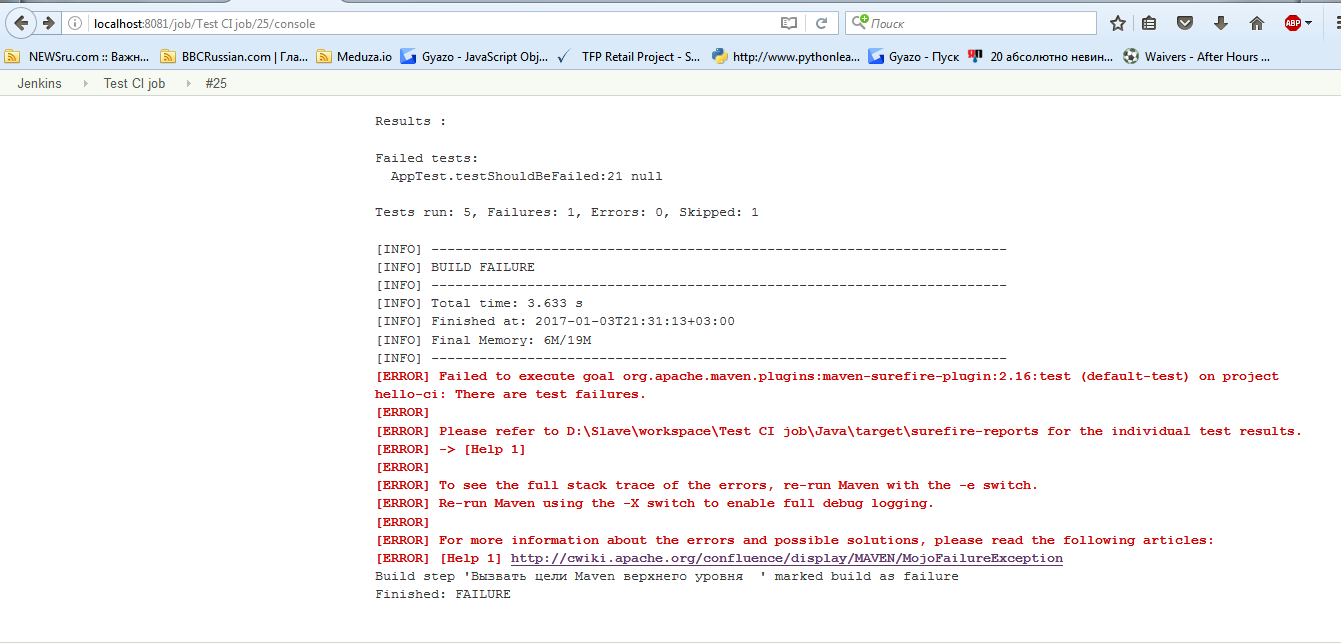 localhost:8081/job/Test CI job/25/console
Поиск
ABP
NEWSru.com :: Важн...
BBCRussian.com | Гла...
Meduza.io
Gyazo - JavaScript Obj...
TFP Retail Project - S...
http://www.pythonlea...
Gyazo - Пуск
20 абсолютно невин...
Waivers - After Hours ...
Jenkins
Test CI job
#25
Results :
Failed tests:
AppTest.testShouldBeFailed:21 null
Tests run: 5, Failures: 1, Errors: 0, Skipped: 1
[INFO] ------------------------------------------------------------------------
[INFO] BUILD FAILURE
[INFO] ------------------------------------------------------------------------
[INFO] Total time: 3.633 s
[INFO] Finished at: 2017-01-03T21:31:13+03:00
[INFO] Final Memory: 6M/19M
[INFO] ------------------------------------------------------------------------
[ERROR] Failed to execute goal org.apache.maven.plugins:maven-surefire-plugin:2.16:test (default-test) on project
hello-ci: There are test failures.
[ERROR]
[ERROR] Please refer to D:\Slave\workspace\Test CI job\Java\target\surefire-reports for the individual test results.
[ERROR] -> [Help 1]
[ERROR]
[ERROR] To see the full stack trace of the errors, re-run Maven with the -e switch.
[ERROR] Re-run Maven using the -X switch to enable full debug logging.
[ERROR]
[ERROR] For more information about the errors and possible solutions, please read the following articles:
[ERROR] [Help 1] http://cwiki.apache.org/confluence/display/MAVEN/MojoFailureException
Build step 'Вызвать цели Maven верхнего уровня  ' marked build as failure
Finished: FAILURE